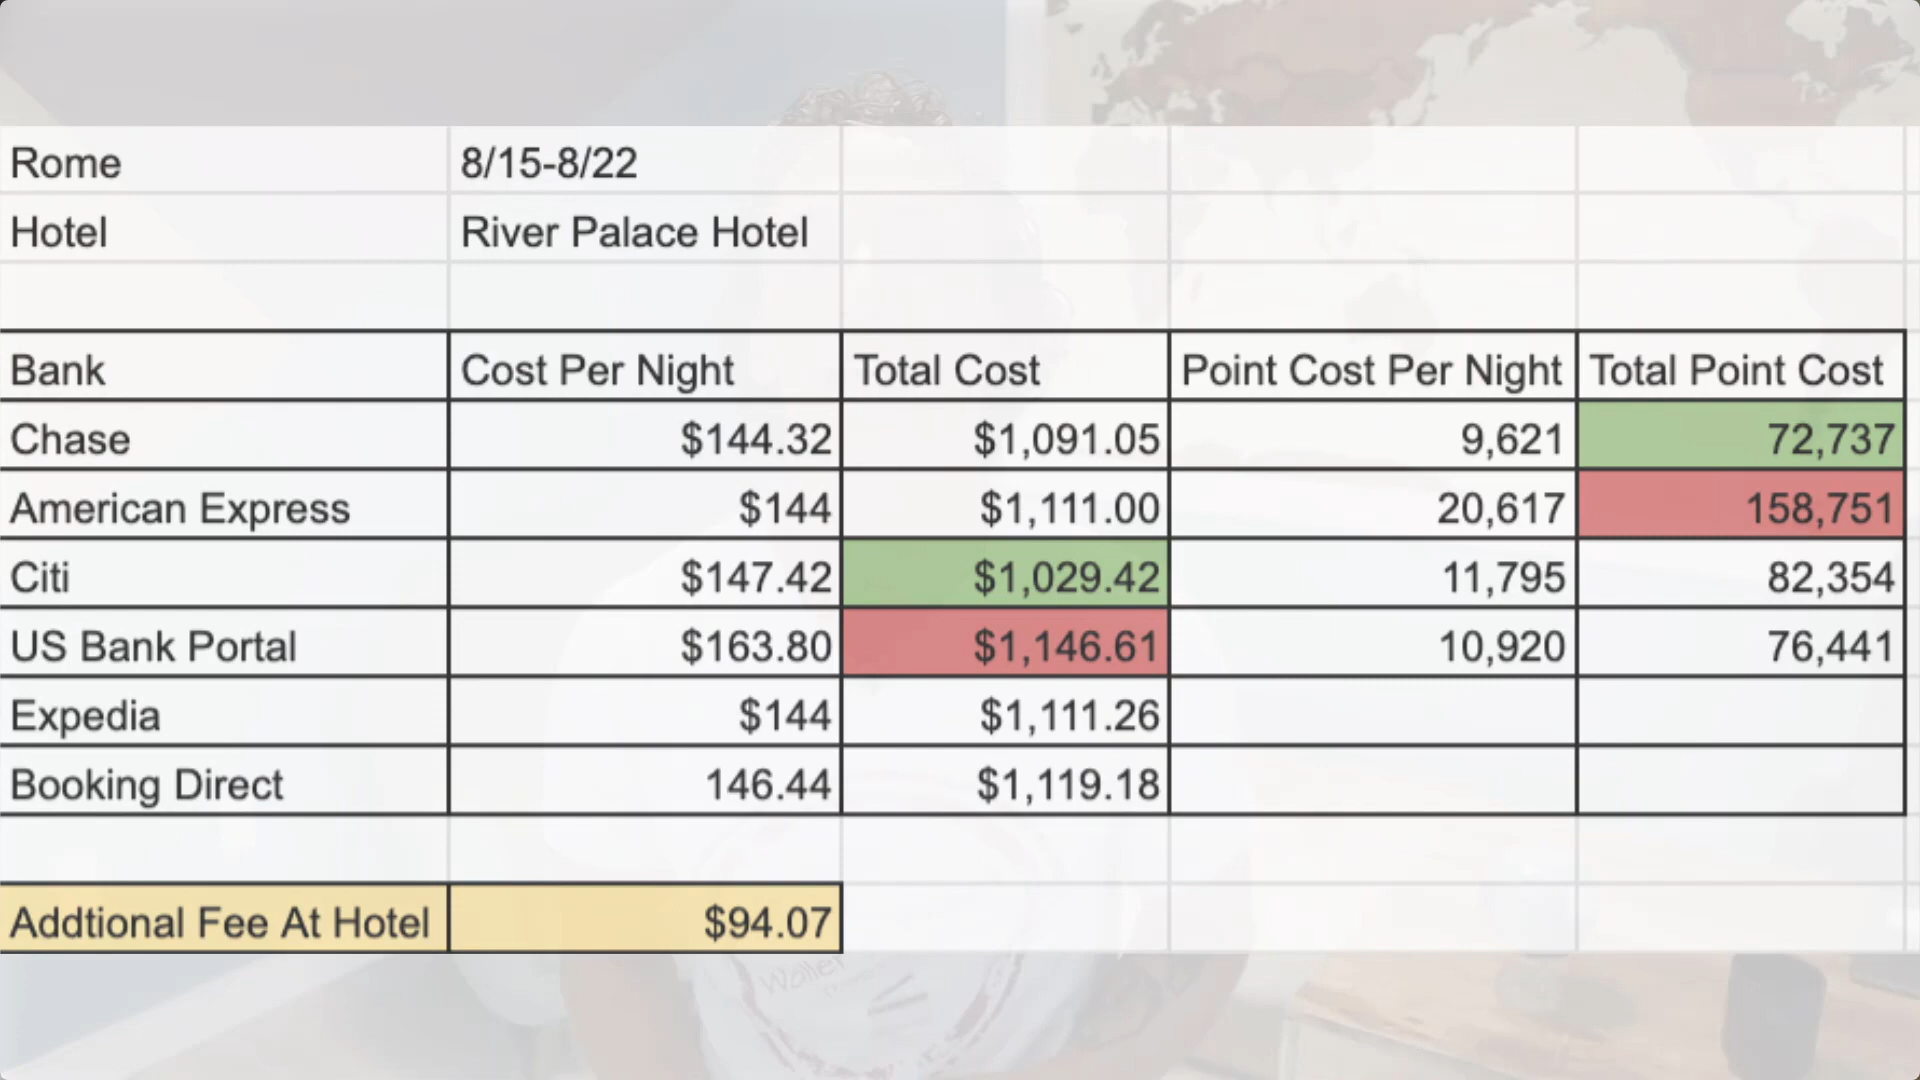 Rome 8/15-8/22
Hotel River Palace Hotel
Bank Cost Per Night Total Cost Point Cost Per Night Total Point Cost
Chase $144.32 $1,091.05 9,621 72,737
American Express $144 $1,111.00 20,617 158,751
Citi $147.42 $1,029.42 11,795 82,354
US Bank Portal $163.80 $1,146.61 10,920 76,441
Expedia $144 $1,111.26
Booking Direct 146.44 $1,119.18
Addtional Fee At Hotel $94.07